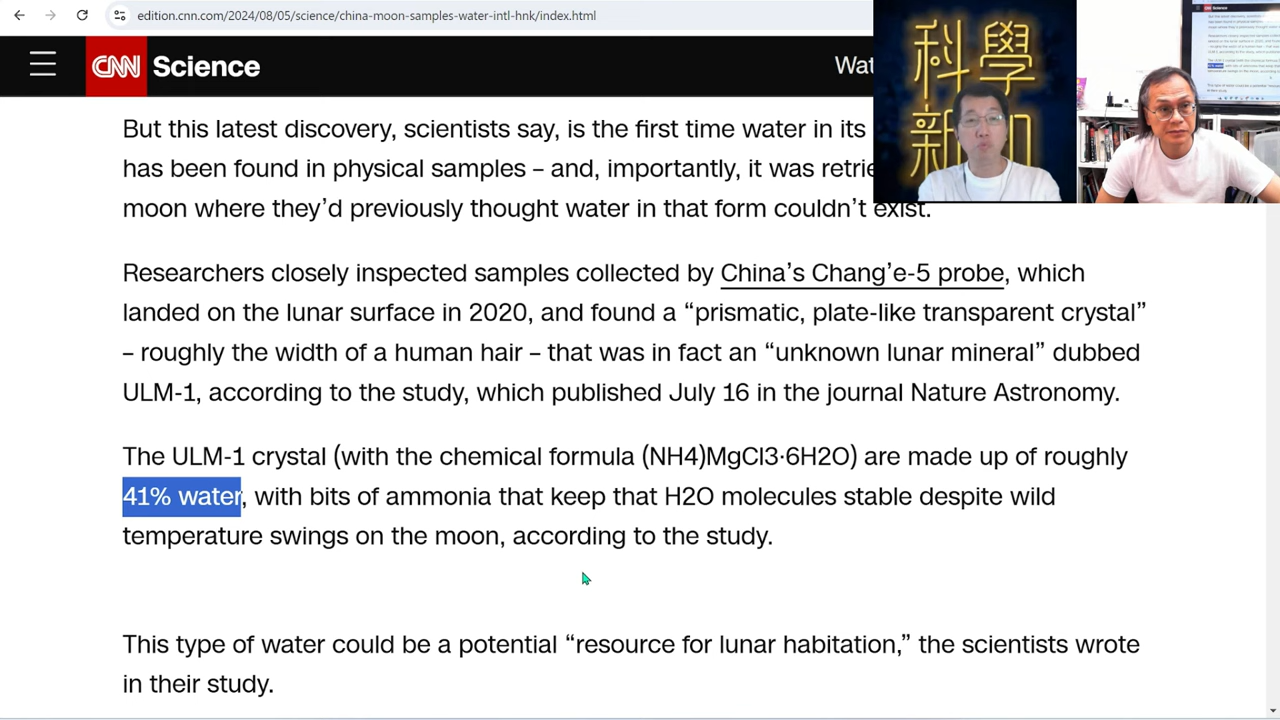 edition.cnn.com/2024/08/05/science/china-moon-samples-water-intl-hnk/index.html
CNN Science
Wat
科學
新知
But this latest discovery, scientists say, is the first time water in its
has been found in physical samples – and, importantly, it was retrie
moon where they’d previously thought water in that form couldn’t exist.
Researchers closely inspected samples collected by China’s Chang’e-5 probe, which
landed on the lunar surface in 2020, and found a “prismatic, plate-like transparent crystal”
– roughly the width of a human hair – that was in fact an “unknown lunar mineral” dubbed
ULM-1, according to the study, which published July 16 in the journal Nature Astronomy.
The ULM-1 crystal (with the chemical formula (NH4)MgCl3·6H2O) are made up of roughly
41% water, with bits of ammonia that keep that H2O molecules stable despite wild
temperature swings on the moon, according to the study.
This type of water could be a potential “resource for lunar habitation,” the scientists wrote
in their study.